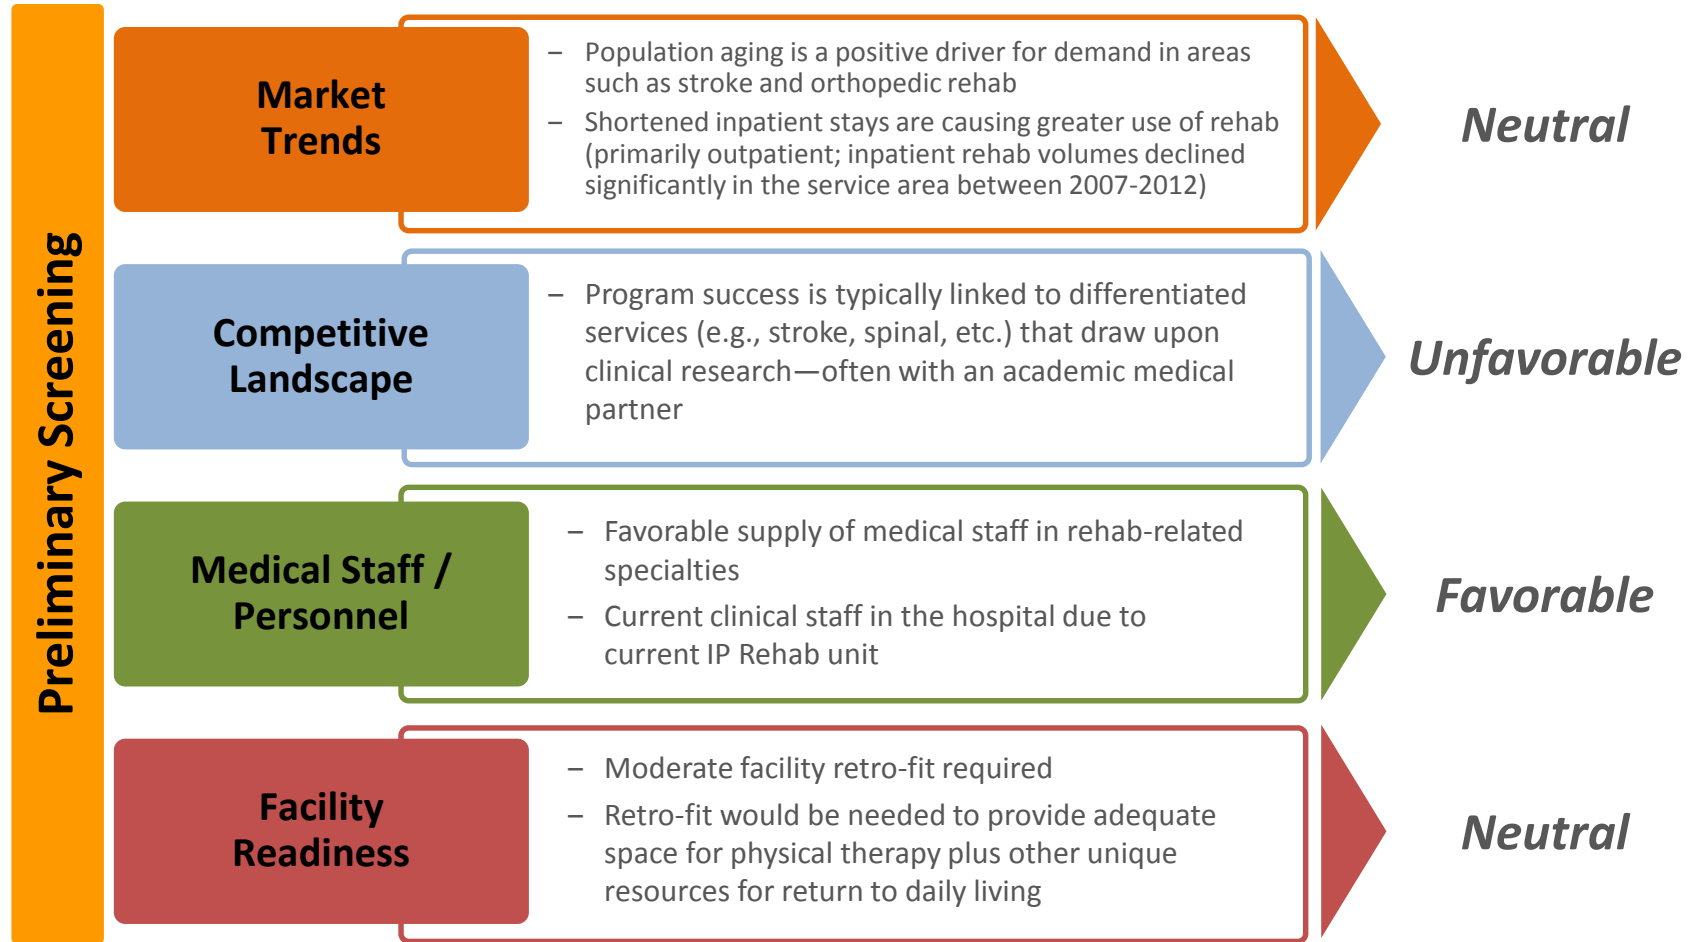 Preliminary Screening
Market
Trends
– Population aging is a positive driver for demand in areas
such as stroke and orthopedic rehab
– Shortened inpatient stays are causing greater use of rehab
(primarily outpatient; inpatient rehab volumes declined
significantly in the service area between 2007-2012)
Neutral
Competitive
Landscape
– Program success is typically linked to differentiated
services (e.g., stroke, spinal, etc.) that draw upon
clinical research—often with an academic medical
partner
Unfavorable
Medical Staff /
Personnel
– Favorable supply of medical staff in rehab-related
specialties
– Current clinical staff in the hospital due to
current IP Rehab unit
Favorable
Facility
Readiness
– Moderate facility retro-fit required
– Retro-fit would be needed to provide adequate
space for physical therapy plus other unique
resources for return to daily living
Neutral